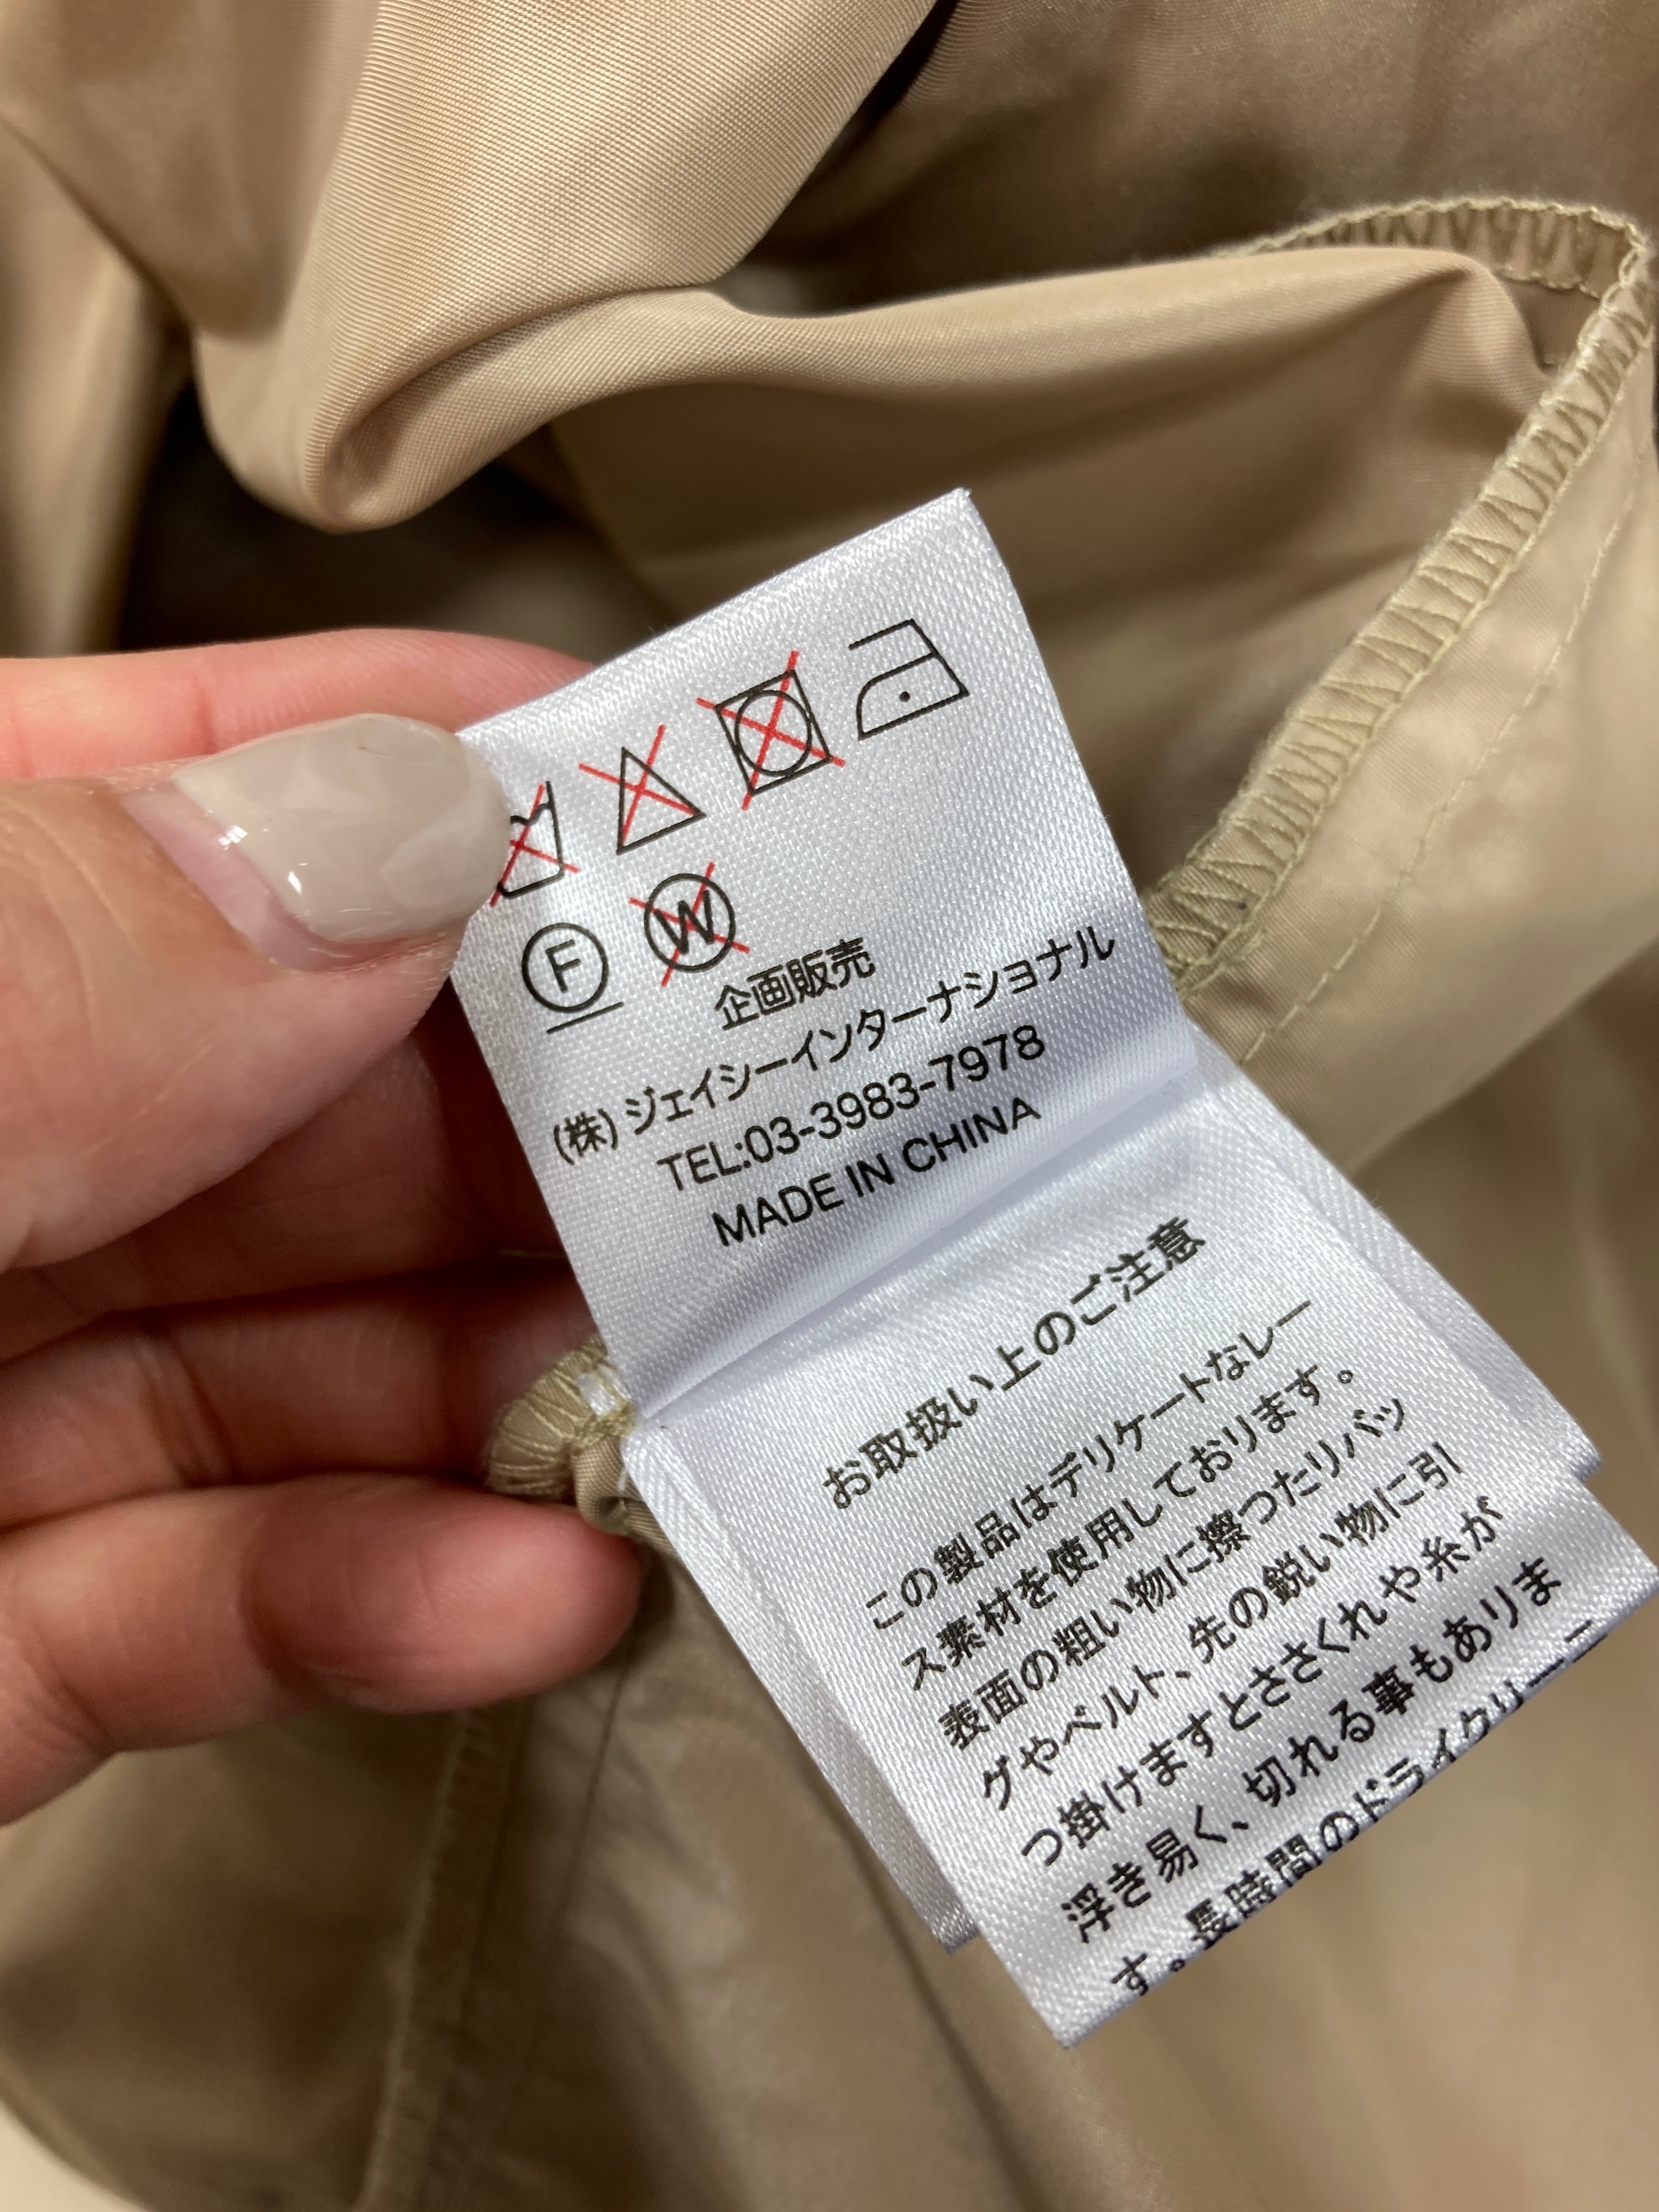 F W
企画販売
(株)ジェイシーインターナショナル
TEL:03-3983-7978
MADE IN CHINA
お取扱い上のご注意
この製品はデリケートなレー
ス素材を使用しております。
表面の粗い物に擦つたりバッ
グやベルト、先の鋭い物に引
つ掛けますとささくれや糸が
浮き易く、切れる事もありま
す。長時間のドライクリーニ